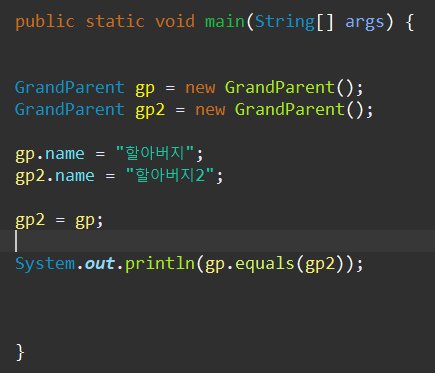 public static void main(String[] args) {
GrandParent gp = new GrandParent();
GrandParent gp2 = new GrandParent();
gp.name = "할아버지";
gp2.name = "할아버지2";
gp2 = gp;
System.out.println(gp.equals(gp2));
}